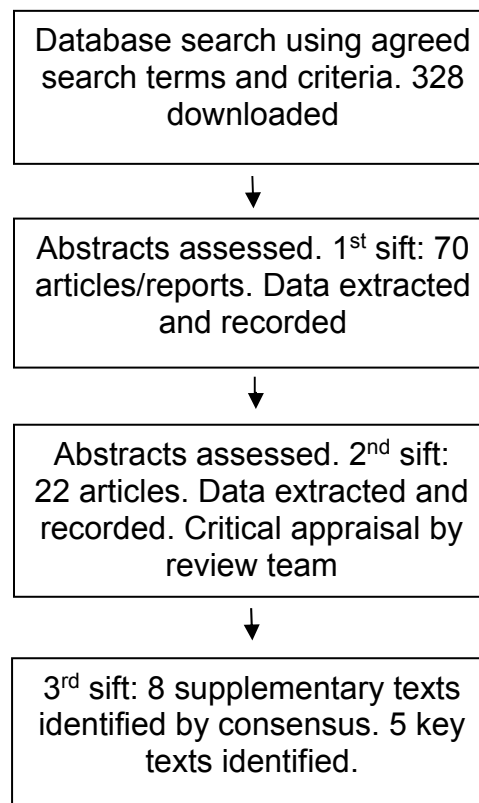 Database search using agreed
search terms and criteria. 328
downloaded
Abstracts assessed. 1st sift: 70
articles/reports. Data extracted
and recorded
Abstracts assessed. 2nd sift:
22 articles. Data extracted and
recorded. Critical appraisal by
review team
3rd sift: 8 supplementary texts
identified by consensus. 5 key
texts identified.